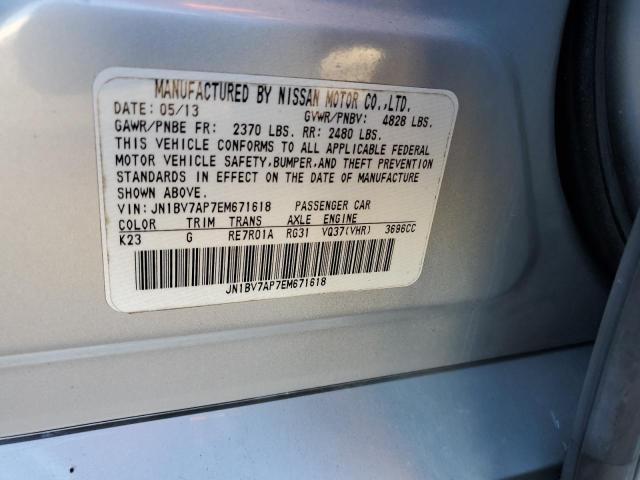 MANUFACTURED BY NISSAN MOTOR CO.,LTD.
DATE: 05/13 GVWR/PNBV: 4828 LBS.
GAWR/PNBE FR: 2370 LBS. RR: 2480 LBS.
THIS VEHICLE CONFORMS TO ALL APPLICABLE FEDERAL
MOTOR VEHICLE SAFETY,BUMPER,AND THEFT PREVENTION
STANDARDS IN EFFECT ON THE DATE OF MANUFACTURE
SHOWN ABOVE.
VIN: JN1BV7AP7EM671618 PASSENGER CAR
COLOR TRIM TRANS AXLE ENGINE
K23 G RE7R01A RG31 VQ37(VHR) 3696CC
JN1BV7AP7EM671618